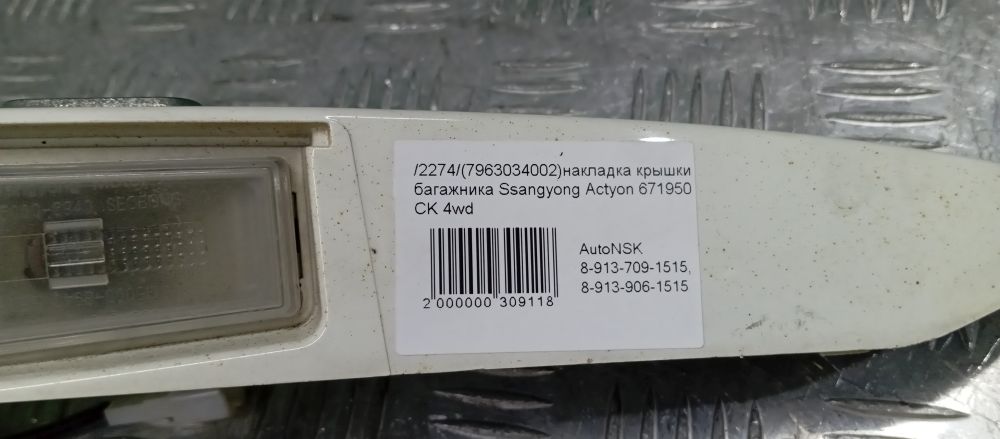 /2274/(7963034002)накладка крышки
багажника Ssangyong Actyon 671950
CK 4wd
AutoNSK
8-913-709-1515,
8-913-906-1515
2 000000 309118